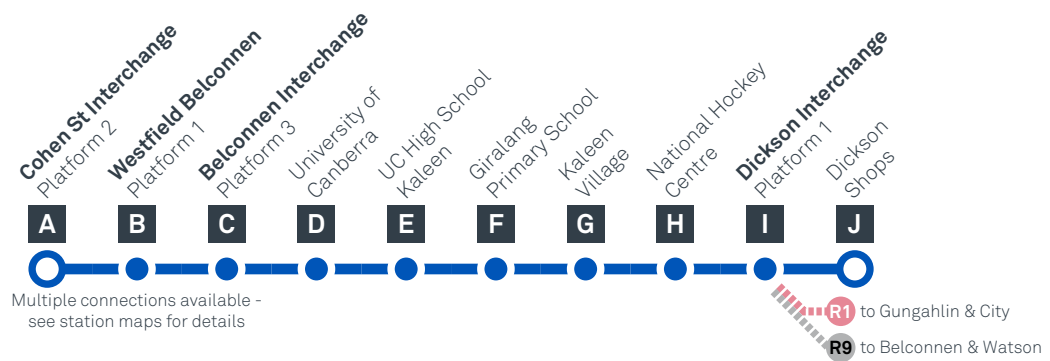 Cohen St Interchange
Platform 2
Westfield Belconnen
Platform 1
Belconnen Interchange
Platform 3
University of
Canberra
UC High School
Kaleen
Giralang
Primary School
Kaleen
Village
National Hockey
Centre
Dickson Interchange
Platform 1
Dickson
Shops
A B C D E F G H I J
Multiple connections available -
see station maps for details
R1 to Gungahlin & City
R9 to Belconnen & Watson